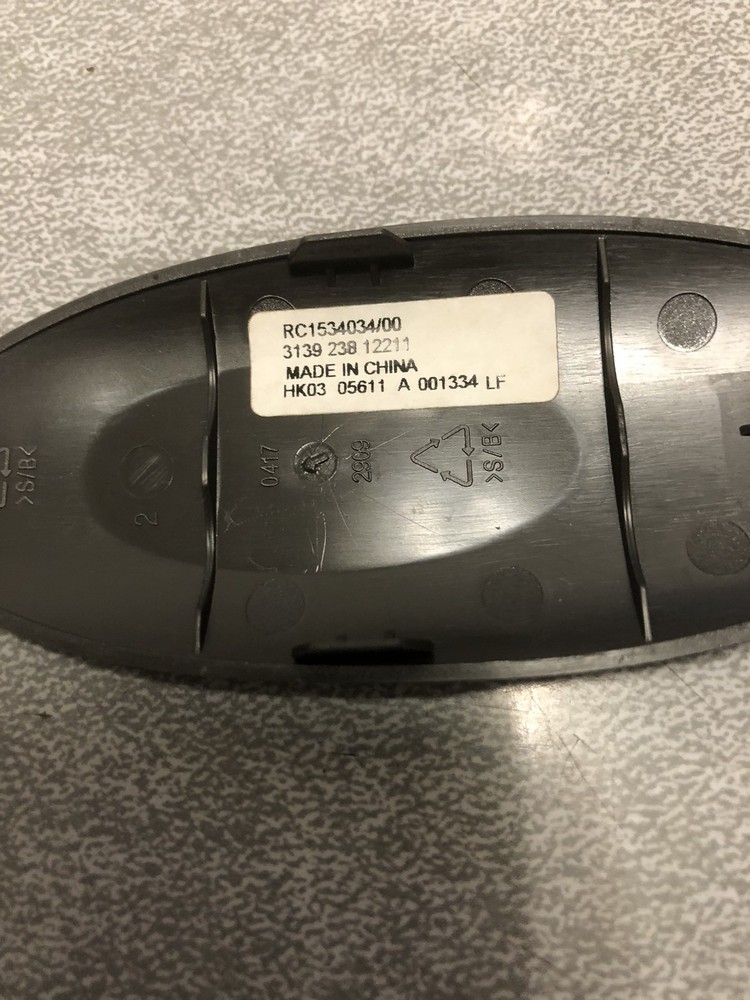 RC1534034/00
3139 238 12211
MADE IN CHINA
HK03 05611 A 001334 LF
0417
2909
>S/B<
>S/B<
2